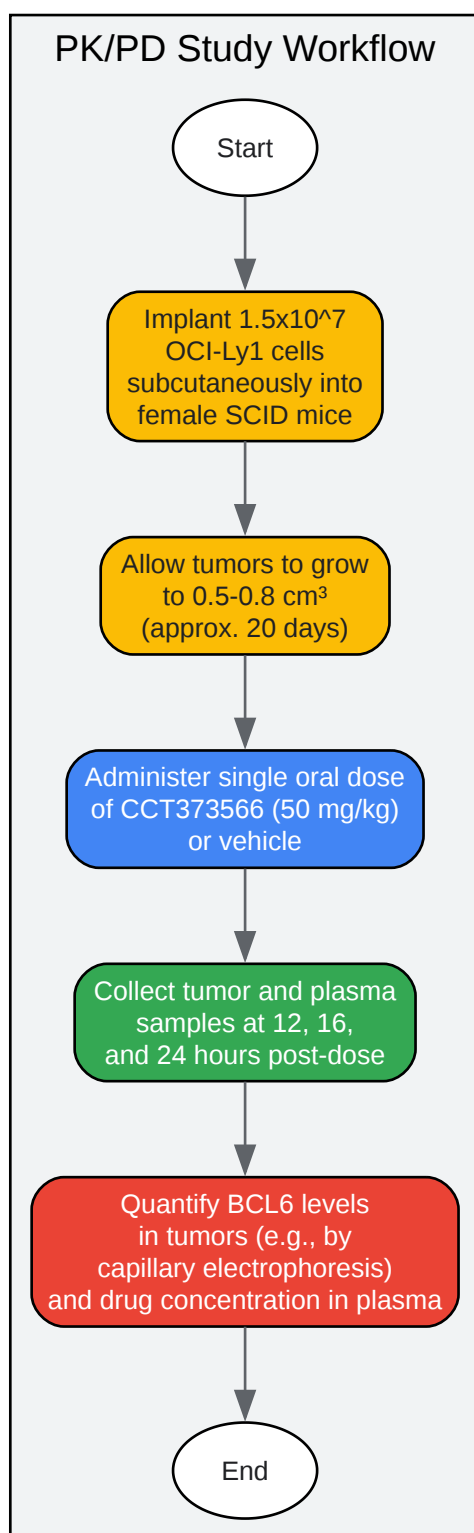 PK/PD Study Workflow
Start
Implant 1.5x10^7
OCI-Ly1 cells
subcutaneously into
female SCID mice
Allow tumors to grow
to 0.5-0.8 cm³
(approx. 20 days)
Administer single oral dose
of CCT373566 (50 mg/kg)
or vehicle
Collect tumor and plasma
samples at 12, 16,
and 24 hours post-dose
Quantify BCL6 levels
in tumors (e.g., by
capillary electrophoresis)
and drug concentration in plasma
End